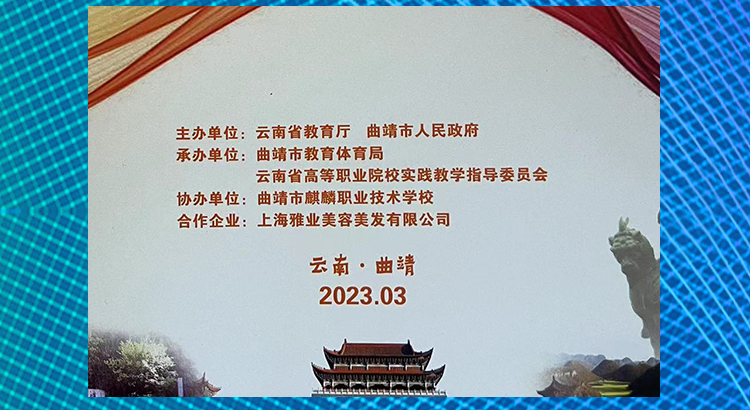 主办单位：云南省教育厅　曲靖市人民政府
承办单位：曲靖市教育体育局
云南省高等职业院校实践教学指导委员会
协办单位：曲靖市麒麟职业技术学校
合作企业：上海雅业美容美发有限公司
云南·曲靖
2023.03